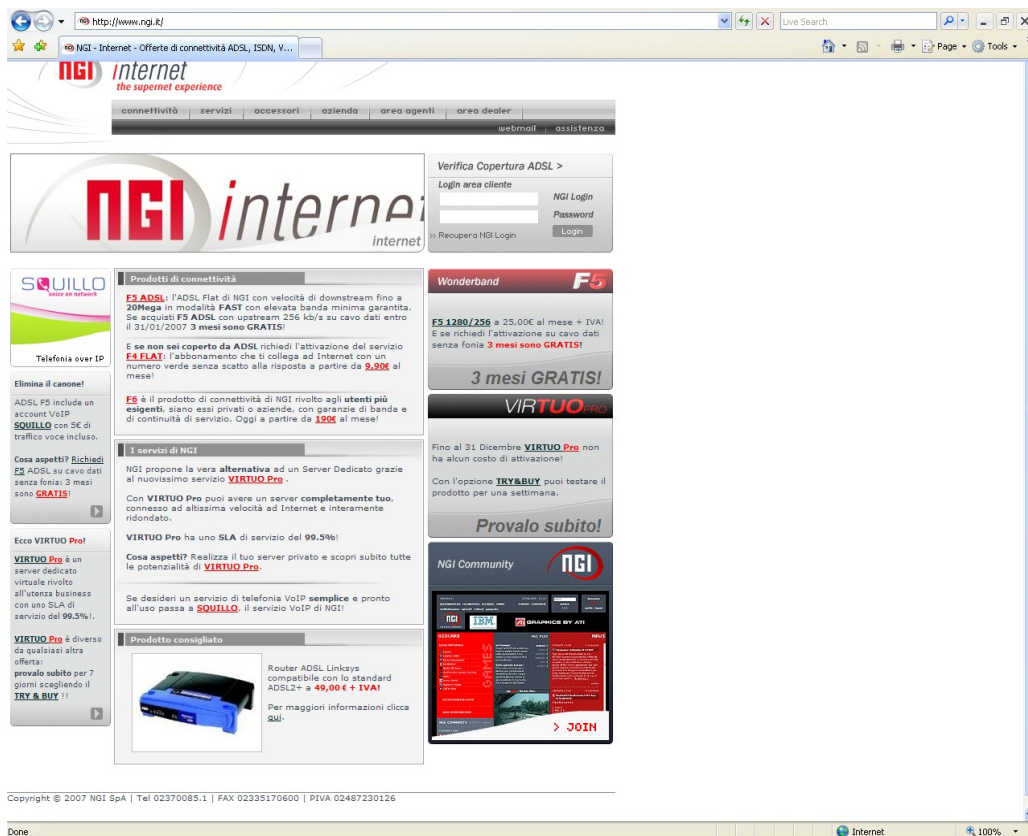 http://www.ngi.it/
Live Search
NGI - Internet - Offerte di connettività ADSL, ISDN, V...
Page
Tools
NGI internet
the supernet experience
connettività
servizi
accessori
azienda
area agenti
area dealer
webmail
assistenza
NGI internet
internet
Verifica Copertura ADSL >
Login area cliente
NGI Login
Password
>> Recupera NGI Login
Login
SQUILLO
voice on network
Telefonia over IP
Elimina il canone!
ADSL F5 include un
account VoIP
SQUILLO con 5€ di
traffico voce incluso.
Cosa aspetti? Richiedi
F5 ADSL su cavo dati
senza fonia: 3 mesi
sono GRATIS!
Ecco VIRTUO Pro!
VIRTUO Pro è un
server dedicato
virtuale rivolto
all'utenza business
con uno SLA di
servizio del 99.5%!.
VIRTUO Pro è diverso
da qualsiasi altra
offerta:
provalo subito per 7
giorni scegliendo il
TRY & BUY !!
Prodotti di connettività
F5 ADSL: l'ADSL Flat di NGI con velocità di downstream fino a
20Mega in modalità FAST con elevata banda minima garantita.
Se acquisti F5 ADSL con upstream 256 kb/s su cavo dati entro
il 31/01/2007 3 mesi sono GRATIS!
E se non sei coperto da ADSL richiedi l'attivazione del servizio
F4 FLAT: l'abbonamento che ti collega ad Internet con un
numero verde senza scatto alla risposta a partire da 9,90€ al
mese!
F6 è il prodotto di connettività di NGI rivolto agli utenti più
esigenti, siano essi privati o aziende, con garanzie di banda e
di continuità di servizio. Oggi a partire da 190€ al mese!
I servizi di NGI
NGI propone la vera alternativa ad un Server Dedicato grazie
al nuovissimo servizio VIRTUO Pro .
Con VIRTUO Pro puoi avere un server completamente tuo,
connesso ad altissima velocità ad Internet e interamente
ridondato.
VIRTUO Pro ha uno SLA di servizio del 99.5%!
Cosa aspetti? Realizza il tuo server privato e scopri subito tutte
le potenzialità di VIRTUO Pro.
Se desideri un servizio di telefonia VoIP semplice e pronto
all'uso passa a SQUILLO, il servizio VoIP di NGI!
Prodotto consigliato
Router ADSL Linksys
compatibile con lo standard
ADSL2+ a 49,00 € + IVA!
Per maggiori informazioni clicca
qui.
Wonderband
F5
F5 1280/256 a 25,00€ al mese + IVA!
E se richiedi l'attivazione su cavo dati
senza fonia 3 mesi sono GRATIS!
3 mesi GRATIS!
VIRTUO PRO
Fino al 31 Dicembre VIRTUO Pro non
ha alcun costo di attivazione!
Con l'opzione TRY&BUY puoi testare il
prodotto per una settimana.
Provalo subito!
NGI Community
NGI
NGI
IBM
ATI
GRAPHICS BY ATI
GAMES
NEWS
> JOIN
Copyright © 2007 NGI SpA | Tel 02370085.1 | FAX 02335170600 | PIVA 02487230126
Done
Internet
100%